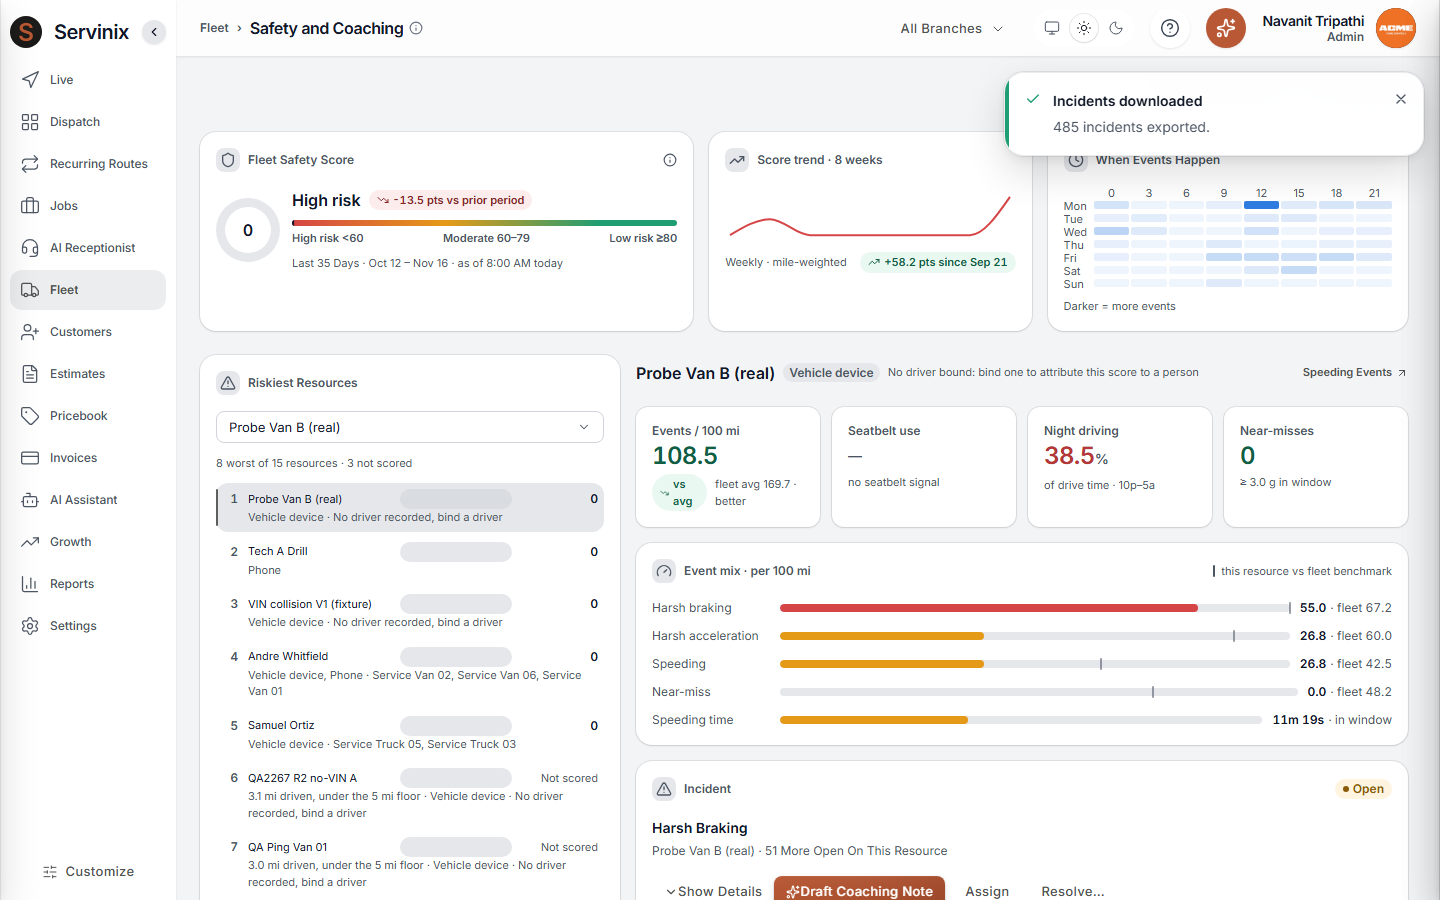 S Servinix
Live
Dispatch
Recurring Routes
Jobs
AI Receptionist
Fleet
Customers
Estimates
Pricebook
Invoices
AI Assistant
Growth
Reports
Settings
Customize
Fleet › Safety and Coaching
All Branches
Navanit Tripathi
Admin
ACME
Incidents downloaded
485 incidents exported.
Fleet Safety Score
0
High risk -13.5 pts vs prior period
High risk <60 Moderate 60–79 Low risk ≥80
Last 35 Days · Oct 12 – Nov 16 · as of 8:00 AM today
Score trend · 8 weeks
Weekly · mile-weighted +58.2 pts since Sep 21
When Events Happen
0 3 6 9 12 15 18 21
Mon
Tue
Wed
Thu
Fri
Sat
Sun
Darker = more events
Riskiest Resources
Probe Van B (real)
8 worst of 15 resources · 3 not scored
1 Probe Van B (real) 0
Vehicle device · No driver recorded, bind a driver
2 Tech A Drill 0
Phone
3 VIN collision V1 (fixture) 0
Vehicle device · No driver recorded, bind a driver
4 Andre Whitfield 0
Vehicle device, Phone · Service Van 02, Service Van 06, Service
Van 01
5 Samuel Ortiz 0
Vehicle device · Service Truck 05, Service Truck 03
6 QA2267 R2 no-VIN A Not scored
3.1 mi driven, under the 5 mi floor · Vehicle device · No driver
recorded, bind a driver
7 QA Ping Van 01 Not scored
3.0 mi driven, under the 5 mi floor · Vehicle device · No driver
recorded, bind a driver
Probe Van B (real) Vehicle device No driver bound: bind one to attribute this score to a person Speeding Events
Events / 100 mi
108.5
vs avg
fleet avg 169.7 · better
Seatbelt use
—
no seatbelt signal
Night driving
38.5%
of drive time · 10p–5a
Near-misses
0
≥ 3.0 g in window
Event mix · per 100 mi this resource vs fleet benchmark
Harsh braking 55.0 · fleet 67.2
Harsh acceleration 26.8 · fleet 60.0
Speeding 26.8 · fleet 42.5
Near-miss 0.0 · fleet 48.2
Speeding time 11m 19s · in window
Incident Open
Harsh Braking
Probe Van B (real) · 51 More Open On This Resource
Show Details Draft Coaching Note Assign Resolve...